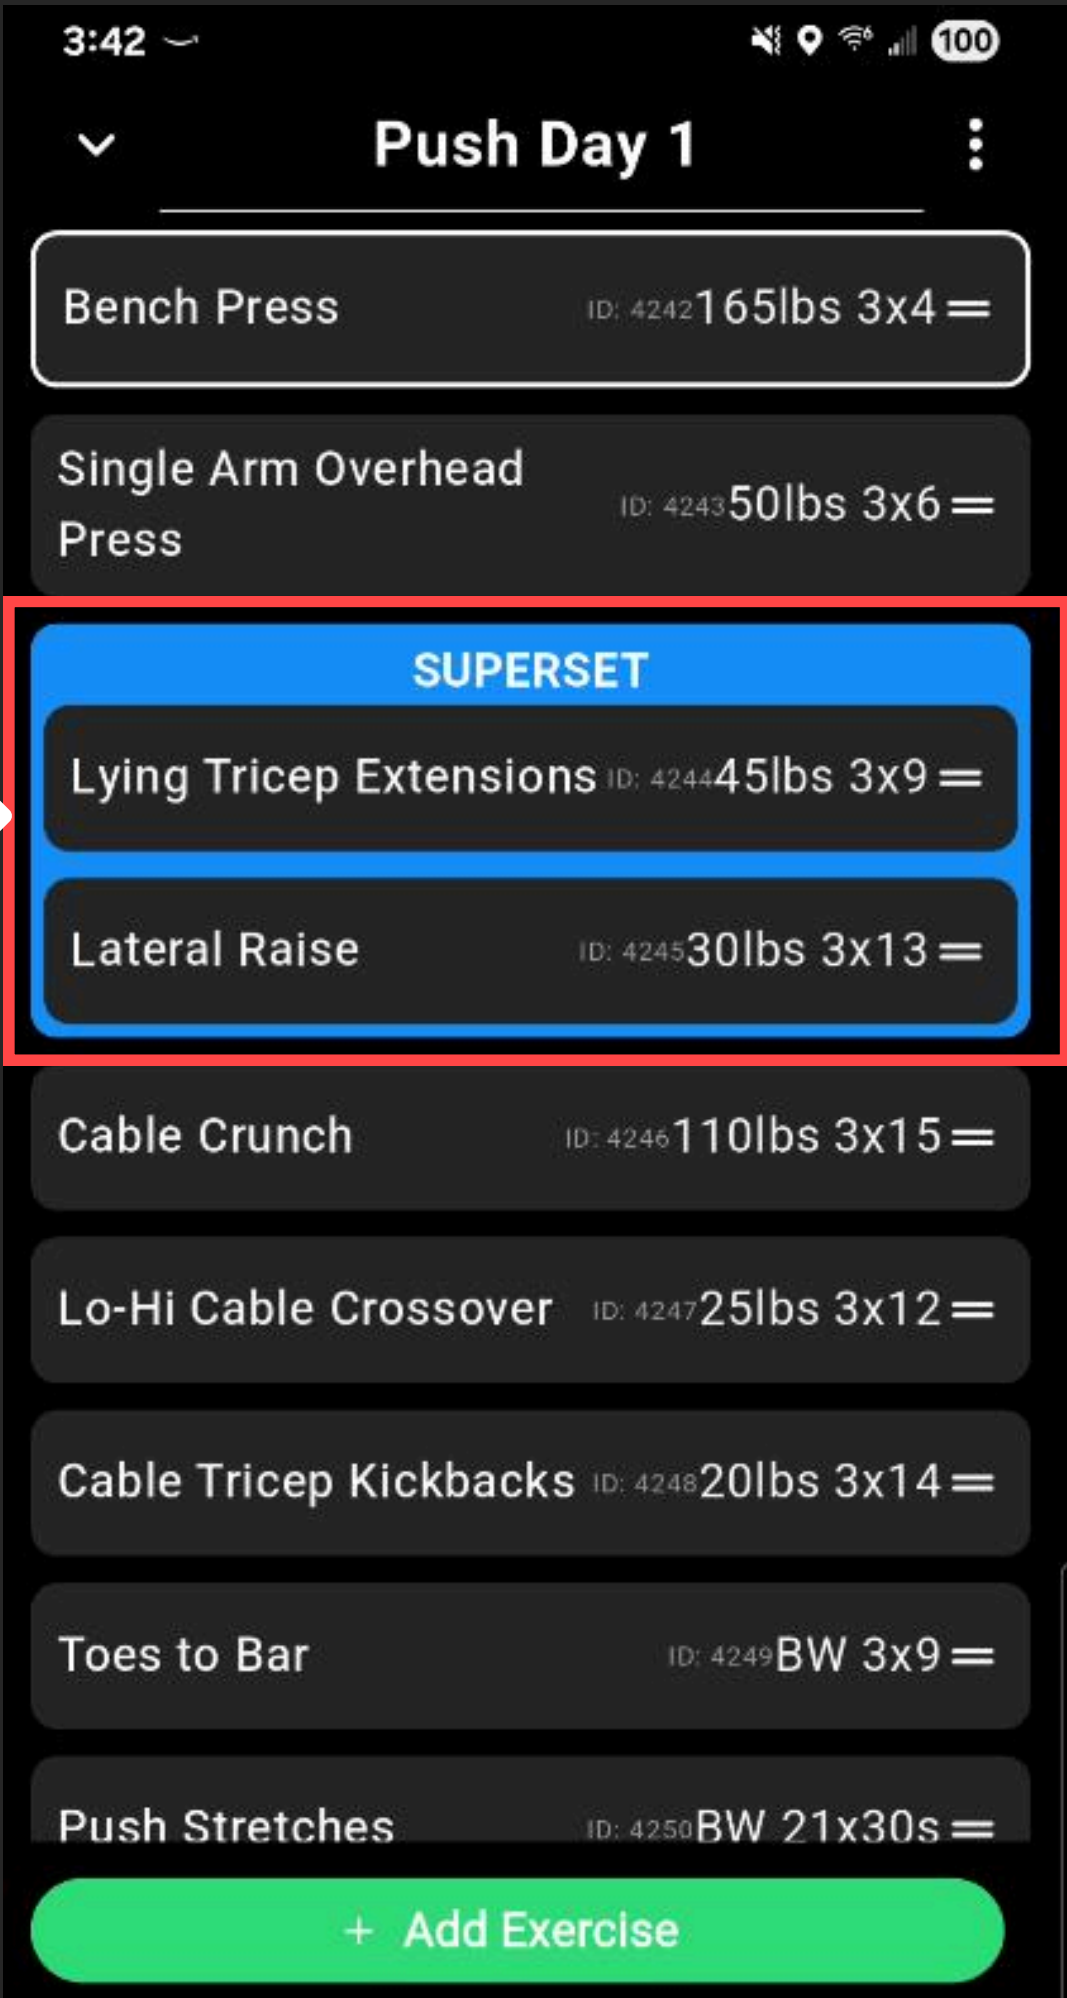 3:42 100
Push Day 1
Bench Press ID: 4242 165lbs 3x4
Single Arm Overhead
Press ID: 4243 50lbs 3x6
SUPERSET
Lying Tricep Extensions ID: 4244 45lbs 3x9
Lateral Raise ID: 4245 30lbs 3x13
Cable Crunch ID: 4246 110lbs 3x15
Lo-Hi Cable Crossover ID: 4247 25lbs 3x12
Cable Tricep Kickbacks ID: 4248 20lbs 3x14
Toes to Bar ID: 4249 BW 3x9
Push Stretches ID: 4250 BW 21x30s
+ Add Exercise